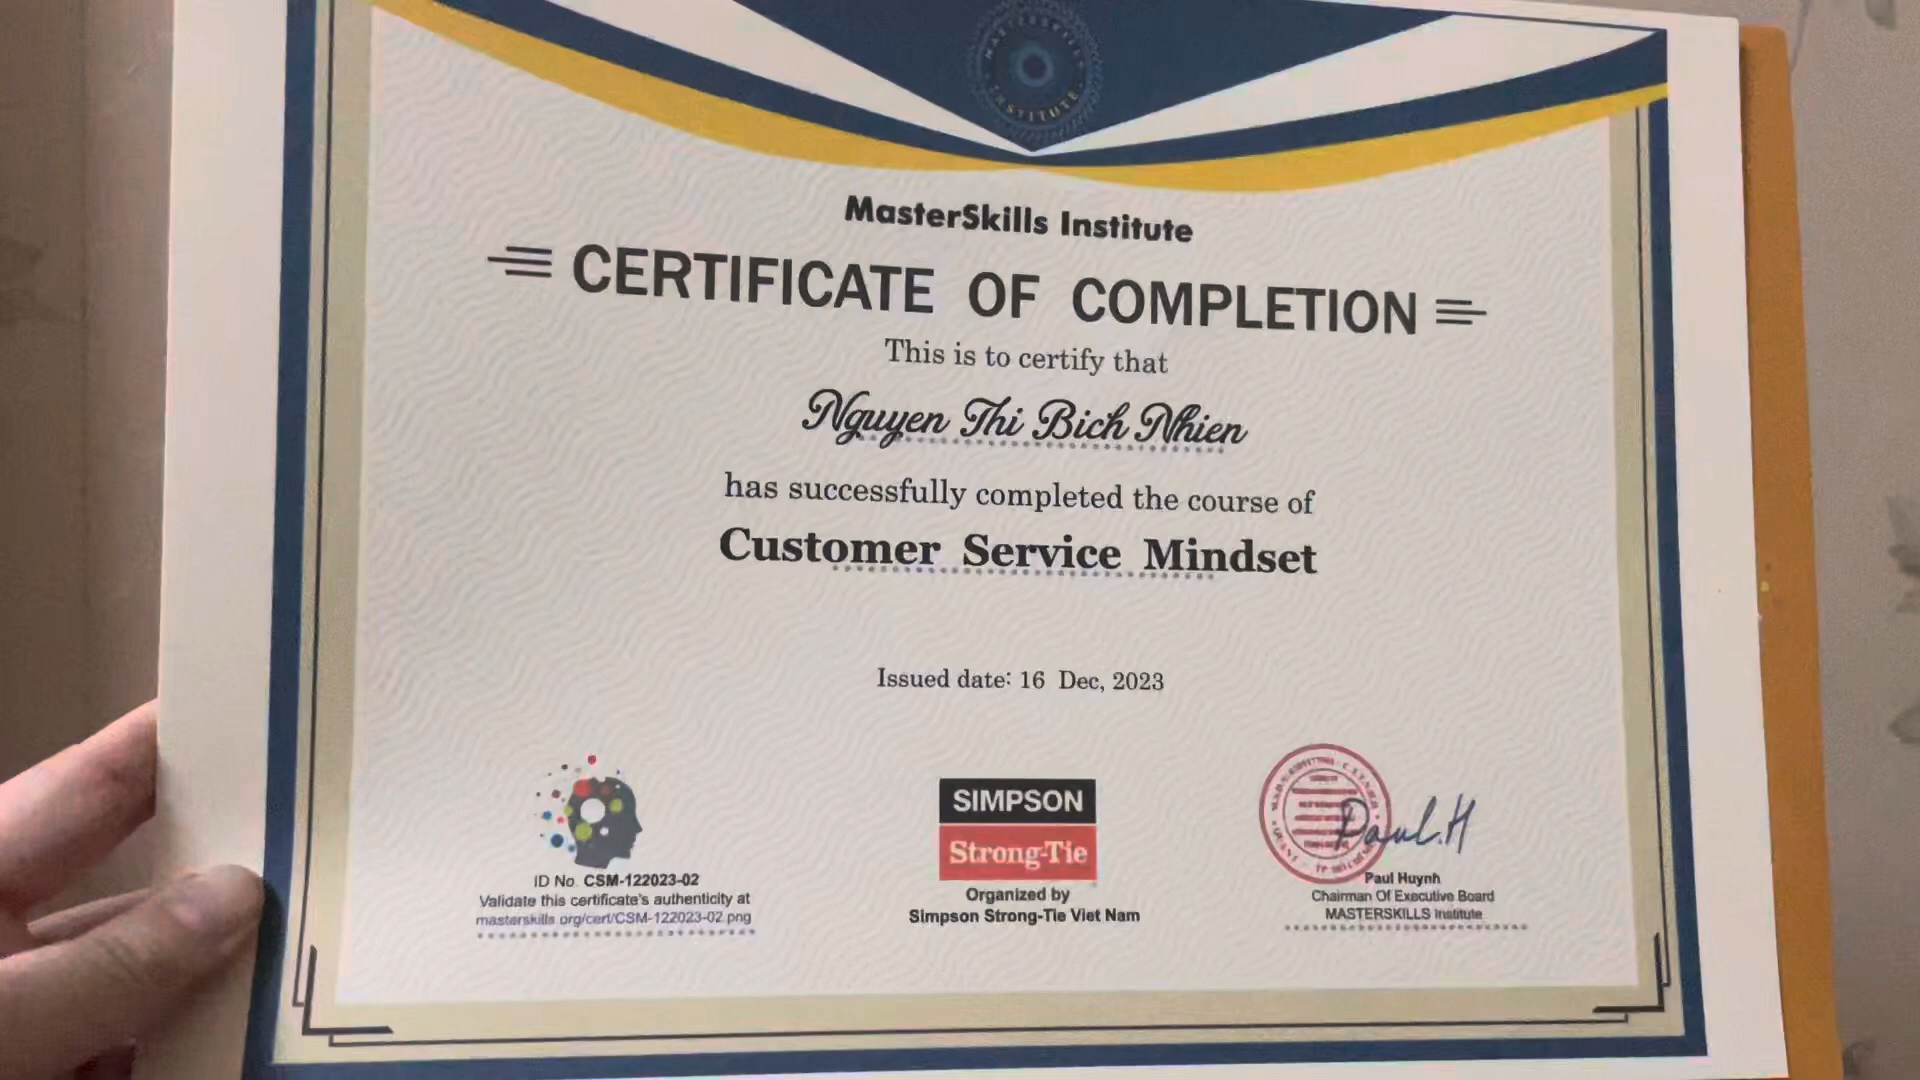 MASTERSKILLS
INSTITUTE
MasterSkills Institute
CERTIFICATE OF COMPLETION
This is to certify that
Nguyen Thi Bich Nhien
has successfully completed the course of
Customer Service Mindset
Issued date: 16 Dec, 2023
ID No. CSM-122023-02
Validate this certificate's authenticity at
masterskills.org/cert/CSM-122023-02.png
SIMPSON
Strong-Tie
Organized by
Simpson Strong-Tie Viet Nam
Paul.H
Paul Huynh
Chairman Of Executive Board
MASTERSKILLS Institute